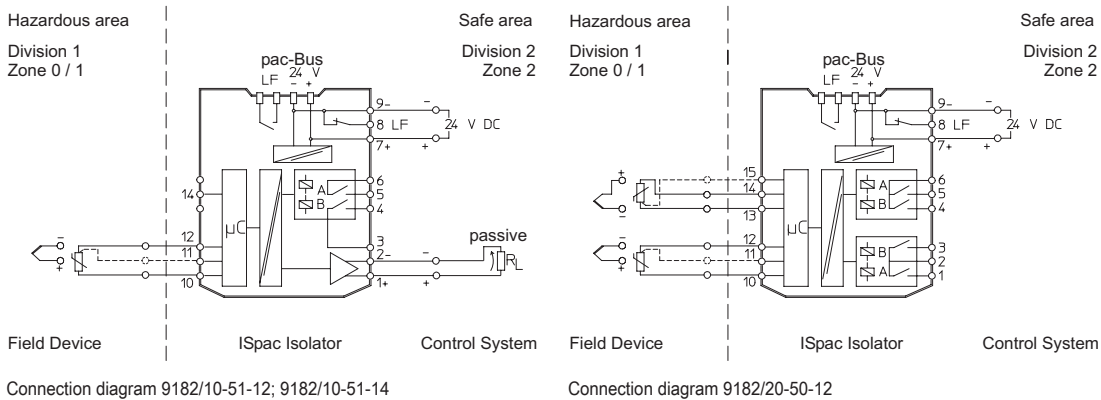 Hazardous area
Safe area
Division 1
Zone 0 / 1
Division 2
Zone 2
pac-Bus
LF 24 V
- +
9-
8 LF
7+
-
24 V DC
+
14
6
5
4
A
B
µC
12
11
10
3
2-
1+
-
+
-
+
passive
RL
Field Device
ISpac Isolator
Control System
Connection diagram 9182/10-51-12; 9182/10-51-14
Hazardous area
Safe area
Division 1
Zone 0 / 1
Division 2
Zone 2
pac-Bus
LF 24 V
- +
9-
8 LF
7+
-
24 V DC
+
15
14
13
+
-
6
5
4
A
B
µC
12
11
10
-
+
3
2
1
B
A
Field Device
ISpac Isolator
Control System
Connection diagram 9182/20-50-12